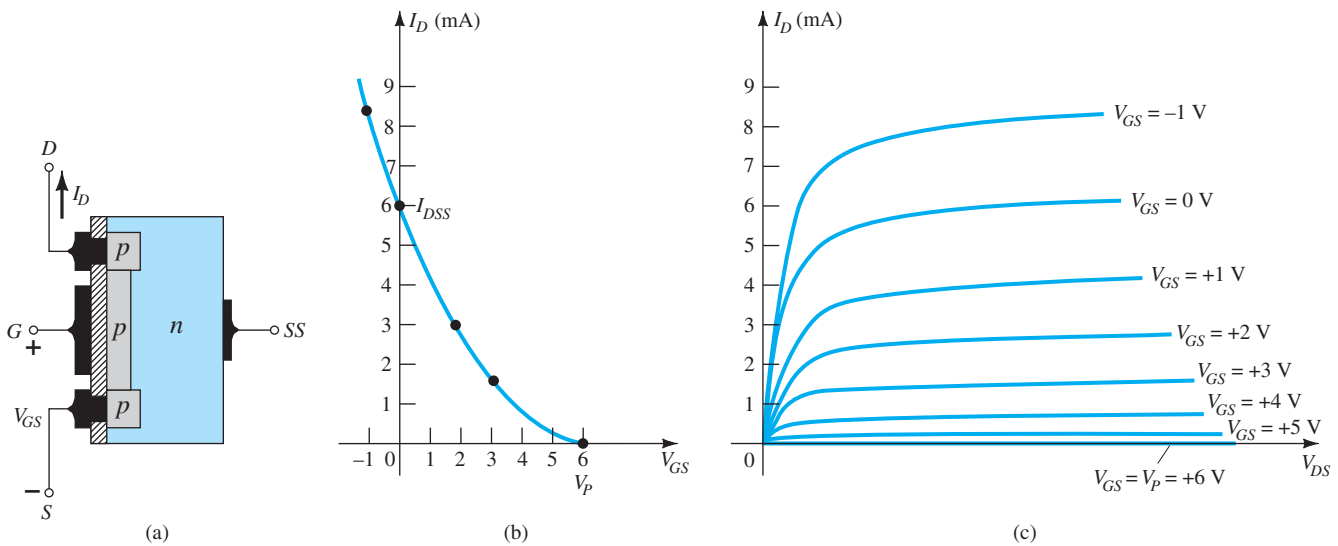 D
I_D
p
p
n
G
+
SS
V_GS
p
–
S
(a)
I_D (mA)
9
8
7
6
I_DSS
5
4
3
2
1
–1 0 1 2 3 4 5 6
V_GS
V_P
(b)
I_D (mA)
9
8
7
6
5
4
3
2
1
0
V_GS = –1 V
V_GS = 0 V
V_GS = +1 V
V_GS = +2 V
V_GS = +3 V
V_GS = +4 V
V_GS = +5 V
V_DS
V_GS = V_P = +6 V
(c)